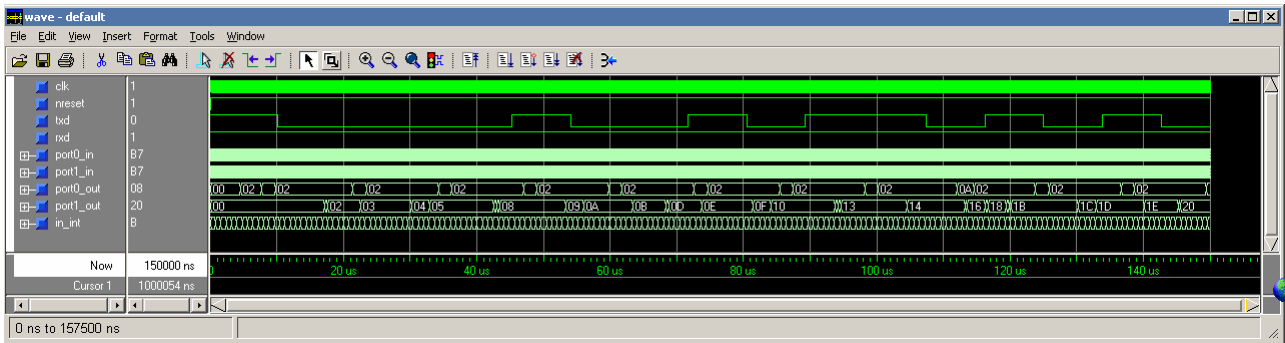 wave - default
File Edit View Insert Format Tools Window
clk 1
nreset 1
txd 0
rxd 1
port0_in B7
port1_in B7
port0_out 08 00 02 02 02 02 02 02 02 02 02 0A 02 02 02
port1_out 20 00 02 03 04 05 08 09 0A 0B 0D 0E 0F 10 13 14 16 18 1B 1C 1D 1E 20
in_int B
Now 150000 ns 20 us 40 us 60 us 80 us 100 us 120 us 140 us
Cursor 1 1000054 ns
0 ns to 157500 ns